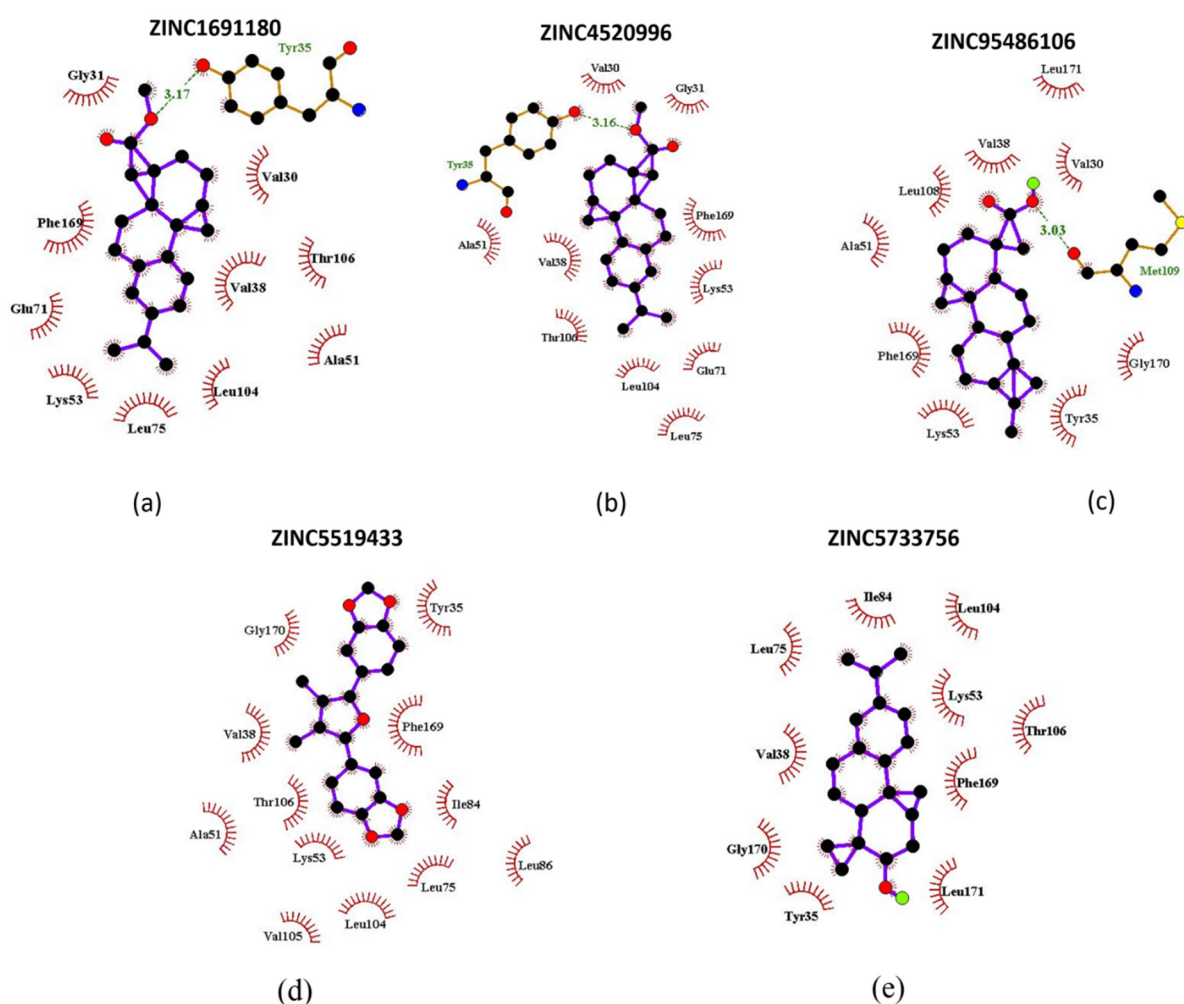 ZINC1691180
Tyr35
Gly31
3.17
Val30
Phe169
Thr106
Val38
Glu71
Ala51
Lys53
Leu104
Leu75
(a)
ZINC4520996
Val30
Gly31
3.16
Tyr35
Phe169
Ala51
Val38
Lys53
Thr106
Leu104
Glu71
Leu75
(b)
ZINC95486106
Leu171
Val38
Val30
Leu108
3.03
Ala51
Met109
Phe169
Gly170
Lys53
Tyr35
(c)
ZINC5519433
Tyr35
Gly170
Val38
Phe169
Thr106
Ile84
Ala51
Lys53
Leu86
Leu75
Leu104
Val105
(d)
ZINC5733756
Ile84
Leu104
Leu75
Lys53
Thr106
Val38
Phe169
Gly170
Leu171
Tyr35
(e)